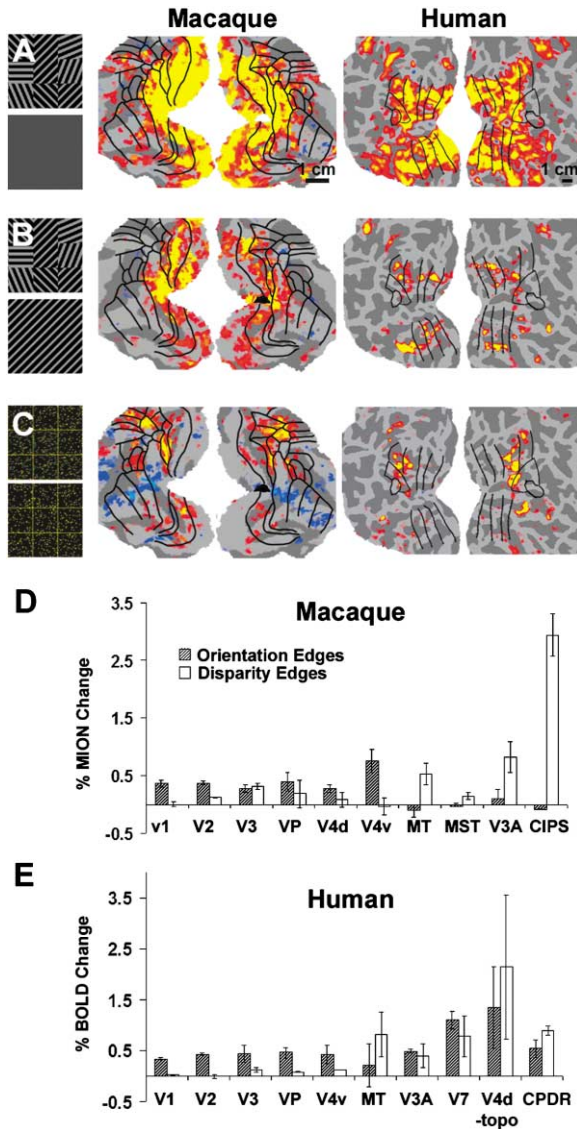 Macaque Human
A
1 cm 1 cm
B
C
D
Macaque
3.5
Orientation Edges
Disparity Edges
2.5
1.5
0.5
-0.5
% MION Change
v1 V2 V3 VP V4d V4v MT MST V3A CIPS
E
Human
3.5
2.5
1.5
0.5
-0.5
% BOLD Change
V1 V2 V3 VP V4v MT V3A V7 V4d CPDR
-topo